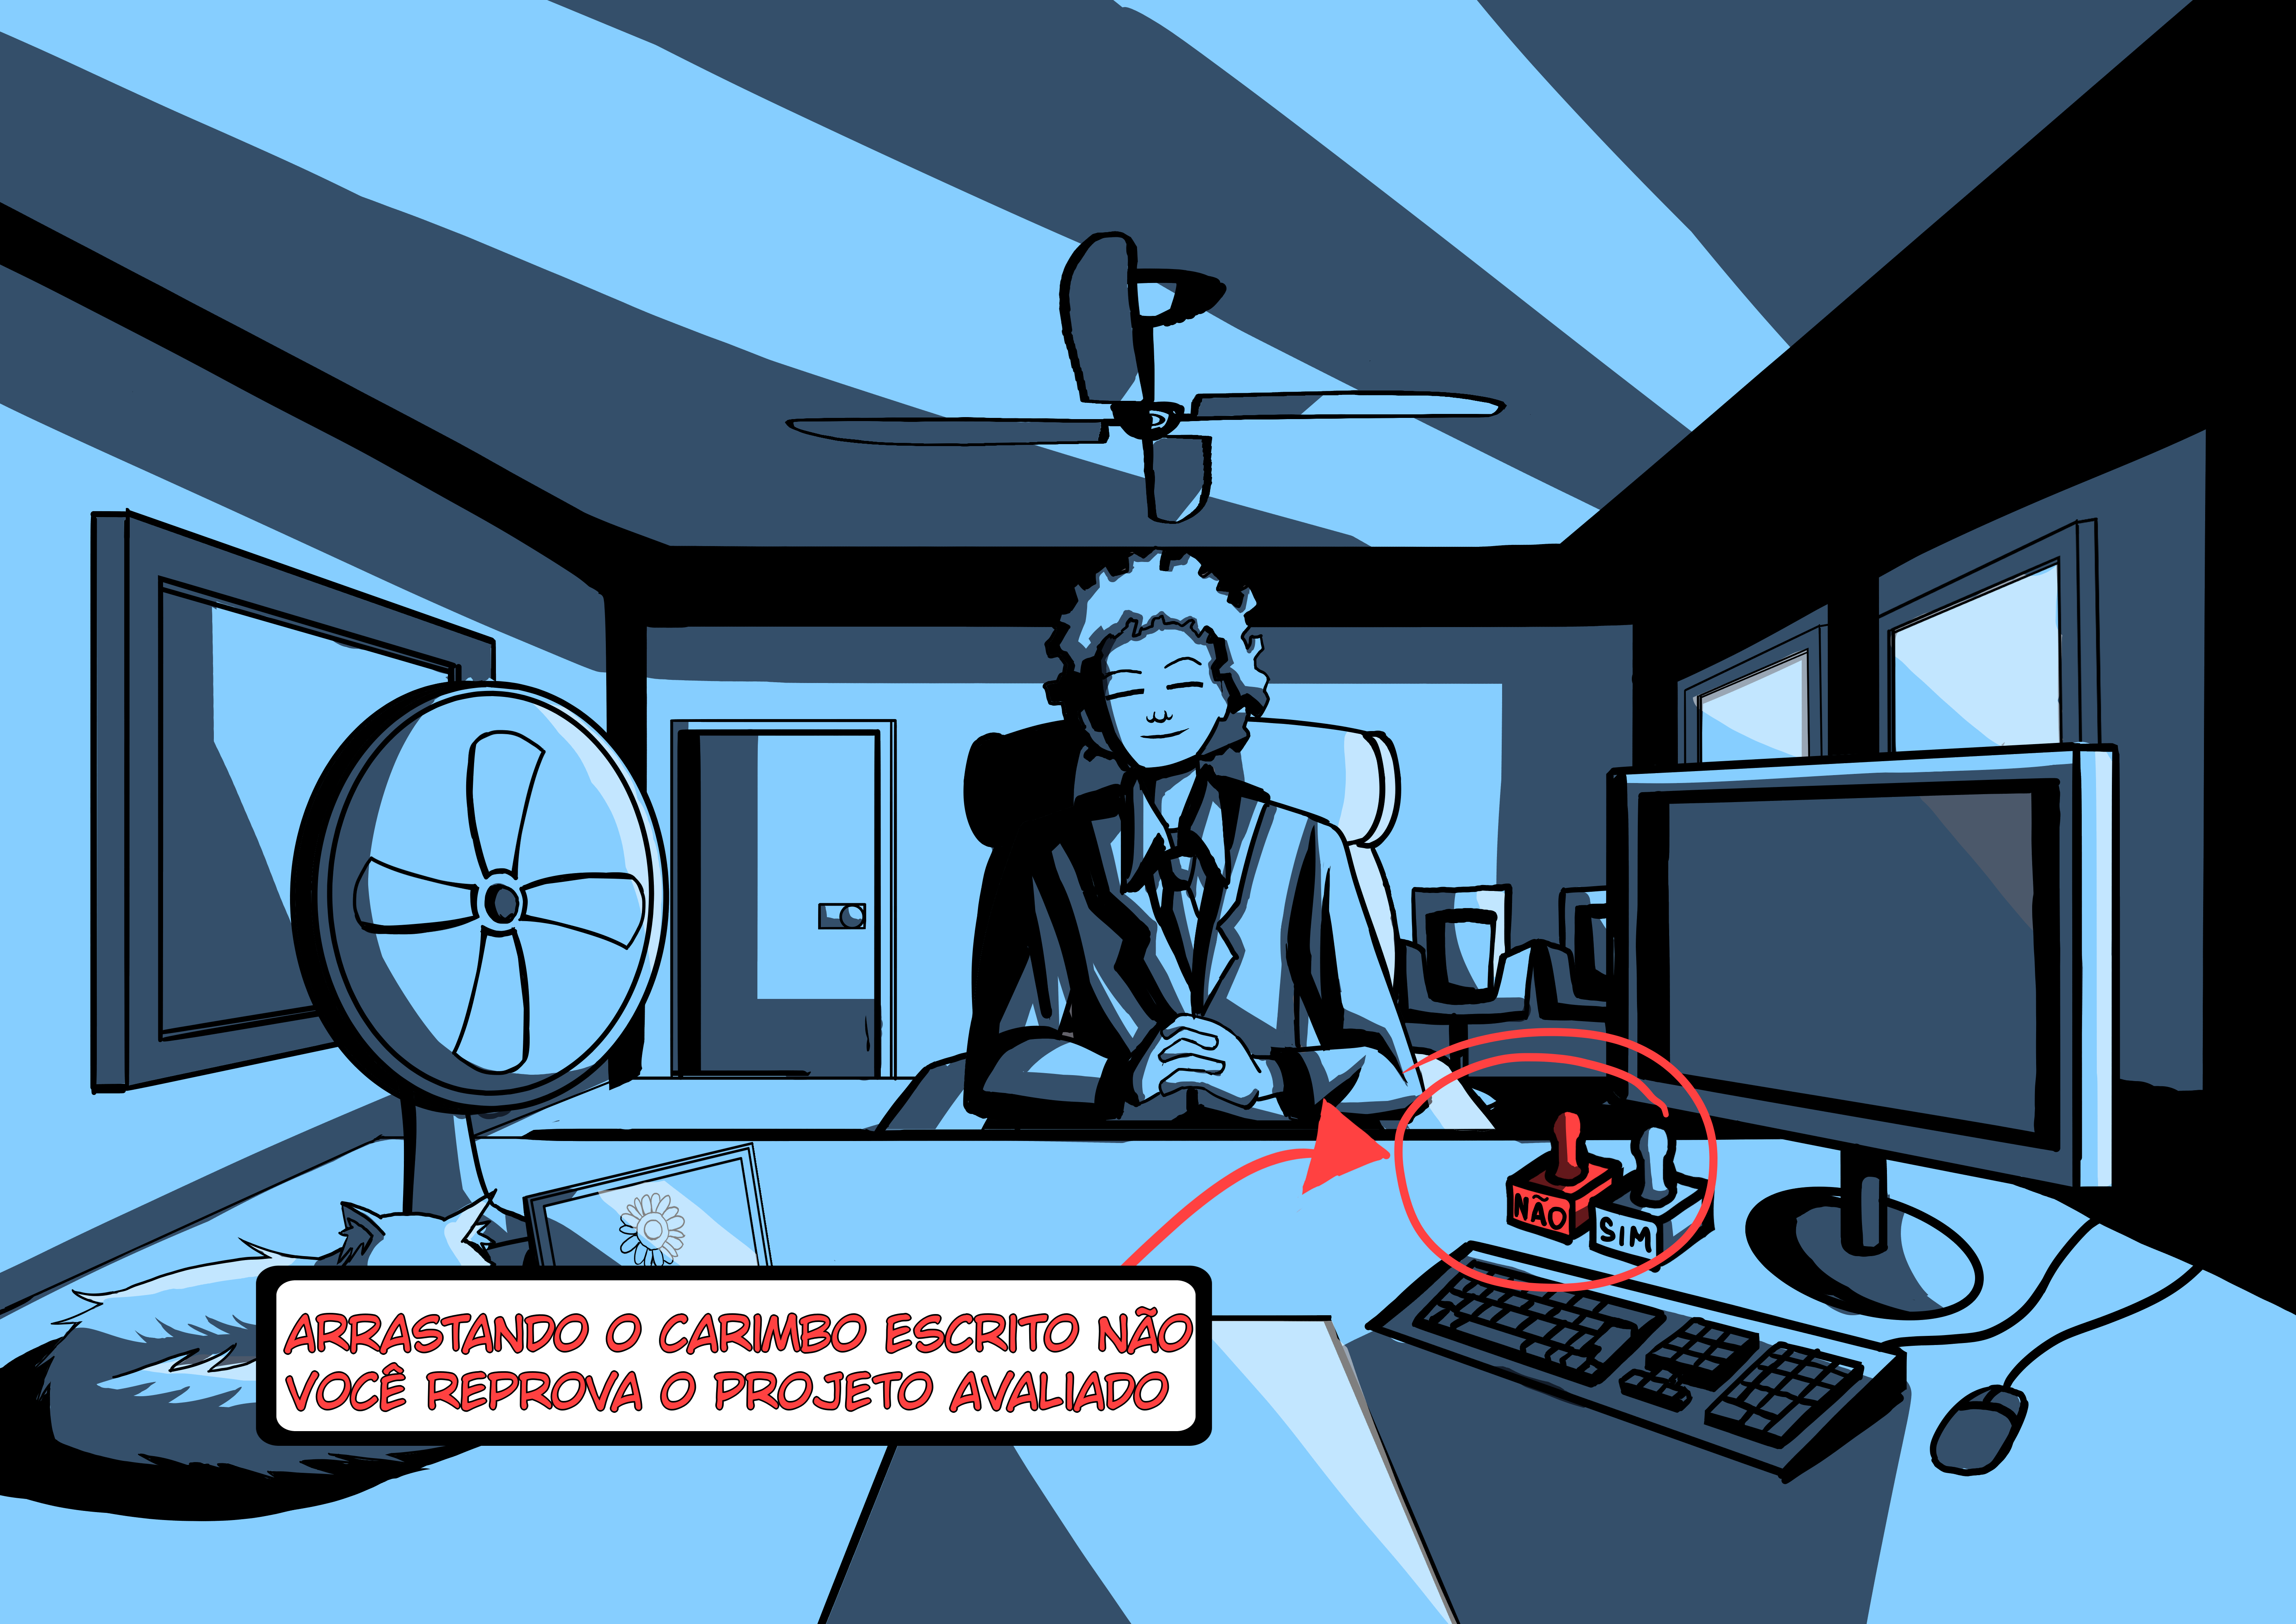 NÃO
SIM
ARRASTANDO O CARIMBO ESCRITO NÃO
VOCÊ REPROVA O PROJETO AVALIADO